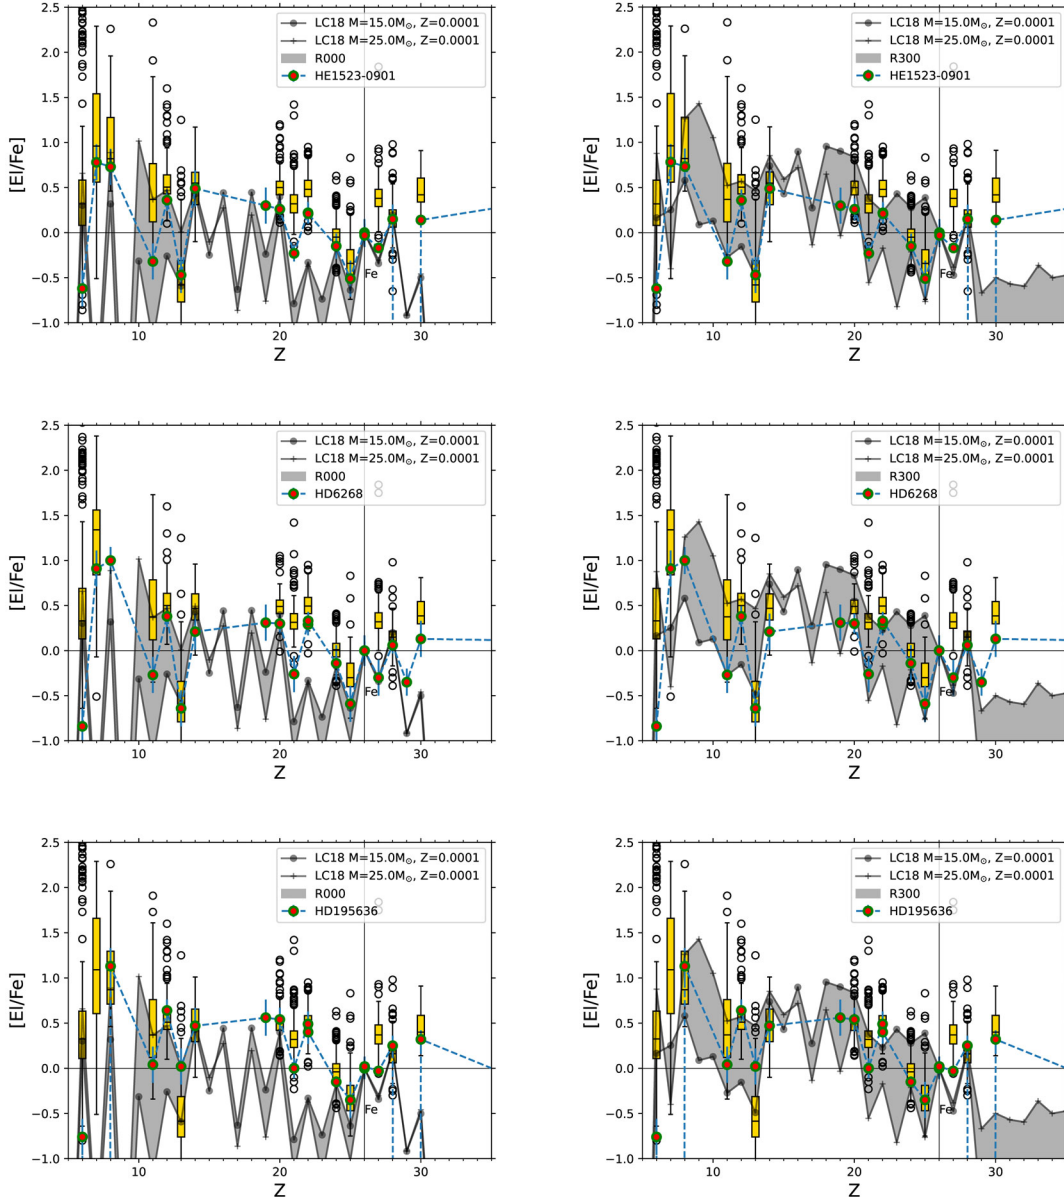 2.5
2.0
1.5
1.0
0.5
0.0
−0.5
−1.0
[El/Fe]
LC18 M=15.0M⊙, Z=0.0001
LC18 M=25.0M⊙, Z=0.0001
R000
HE1523-0901
Fe
10
20
30
Z
2.5
2.0
1.5
1.0
0.5
0.0
−0.5
−1.0
[El/Fe]
LC18 M=15.0M⊙, Z=0.0001
LC18 M=25.0M⊙, Z=0.0001
R300
HE1523-0901
Fe
10
20
30
Z
2.5
2.0
1.5
1.0
0.5
0.0
−0.5
−1.0
[El/Fe]
LC18 M=15.0M⊙, Z=0.0001
LC18 M=25.0M⊙, Z=0.0001
R000
HD6268
Fe
10
20
30
Z
2.5
2.0
1.5
1.0
0.5
0.0
−0.5
−1.0
[El/Fe]
LC18 M=15.0M⊙, Z=0.0001
LC18 M=25.0M⊙, Z=0.0001
R300
HD6268
Fe
10
20
30
Z
2.5
2.0
1.5
1.0
0.5
0.0
−0.5
−1.0
[El/Fe]
LC18 M=15.0M⊙, Z=0.0001
LC18 M=25.0M⊙, Z=0.0001
R000
HD195636
Fe
10
20
30
Z
2.5
2.0
1.5
1.0
0.5
0.0
−0.5
−1.0
[El/Fe]
LC18 M=15.0M⊙, Z=0.0001
LC18 M=25.0M⊙, Z=0.0001
R300
HD195636
Fe
10
20
30
Z